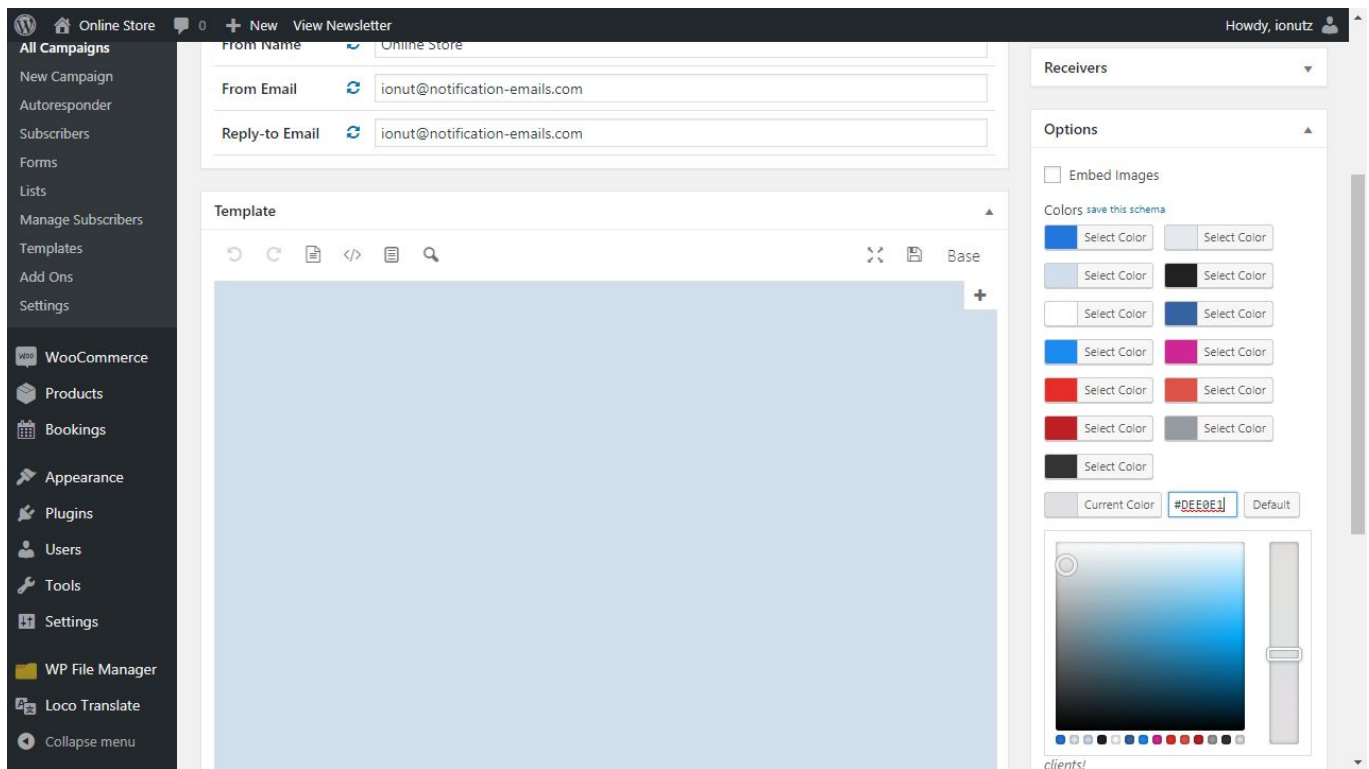 Online Store 0 New View Newsletter Howdy, ionutz
All Campaigns
New Campaign
Autoresponder
Subscribers
Forms
Lists
Manage Subscribers
Templates
Add Ons
Settings
WOO WooCommerce
Products
Bookings
Appearance
Plugins
Users
Tools
Settings
WP File Manager
Loco Translate
Collapse menu
From Name Online Store
From Email ionut@notification-emails.com
Reply-to Email ionut@notification-emails.com
Template
</> Base
Receivers
Options
Embed Images
Colors save this schema
Select Color Select Color
Select Color Select Color
Select Color Select Color
Select Color Select Color
Select Color Select Color
Select Color Select Color
Select Color
Current Color #DEE0E1 Default
clients!